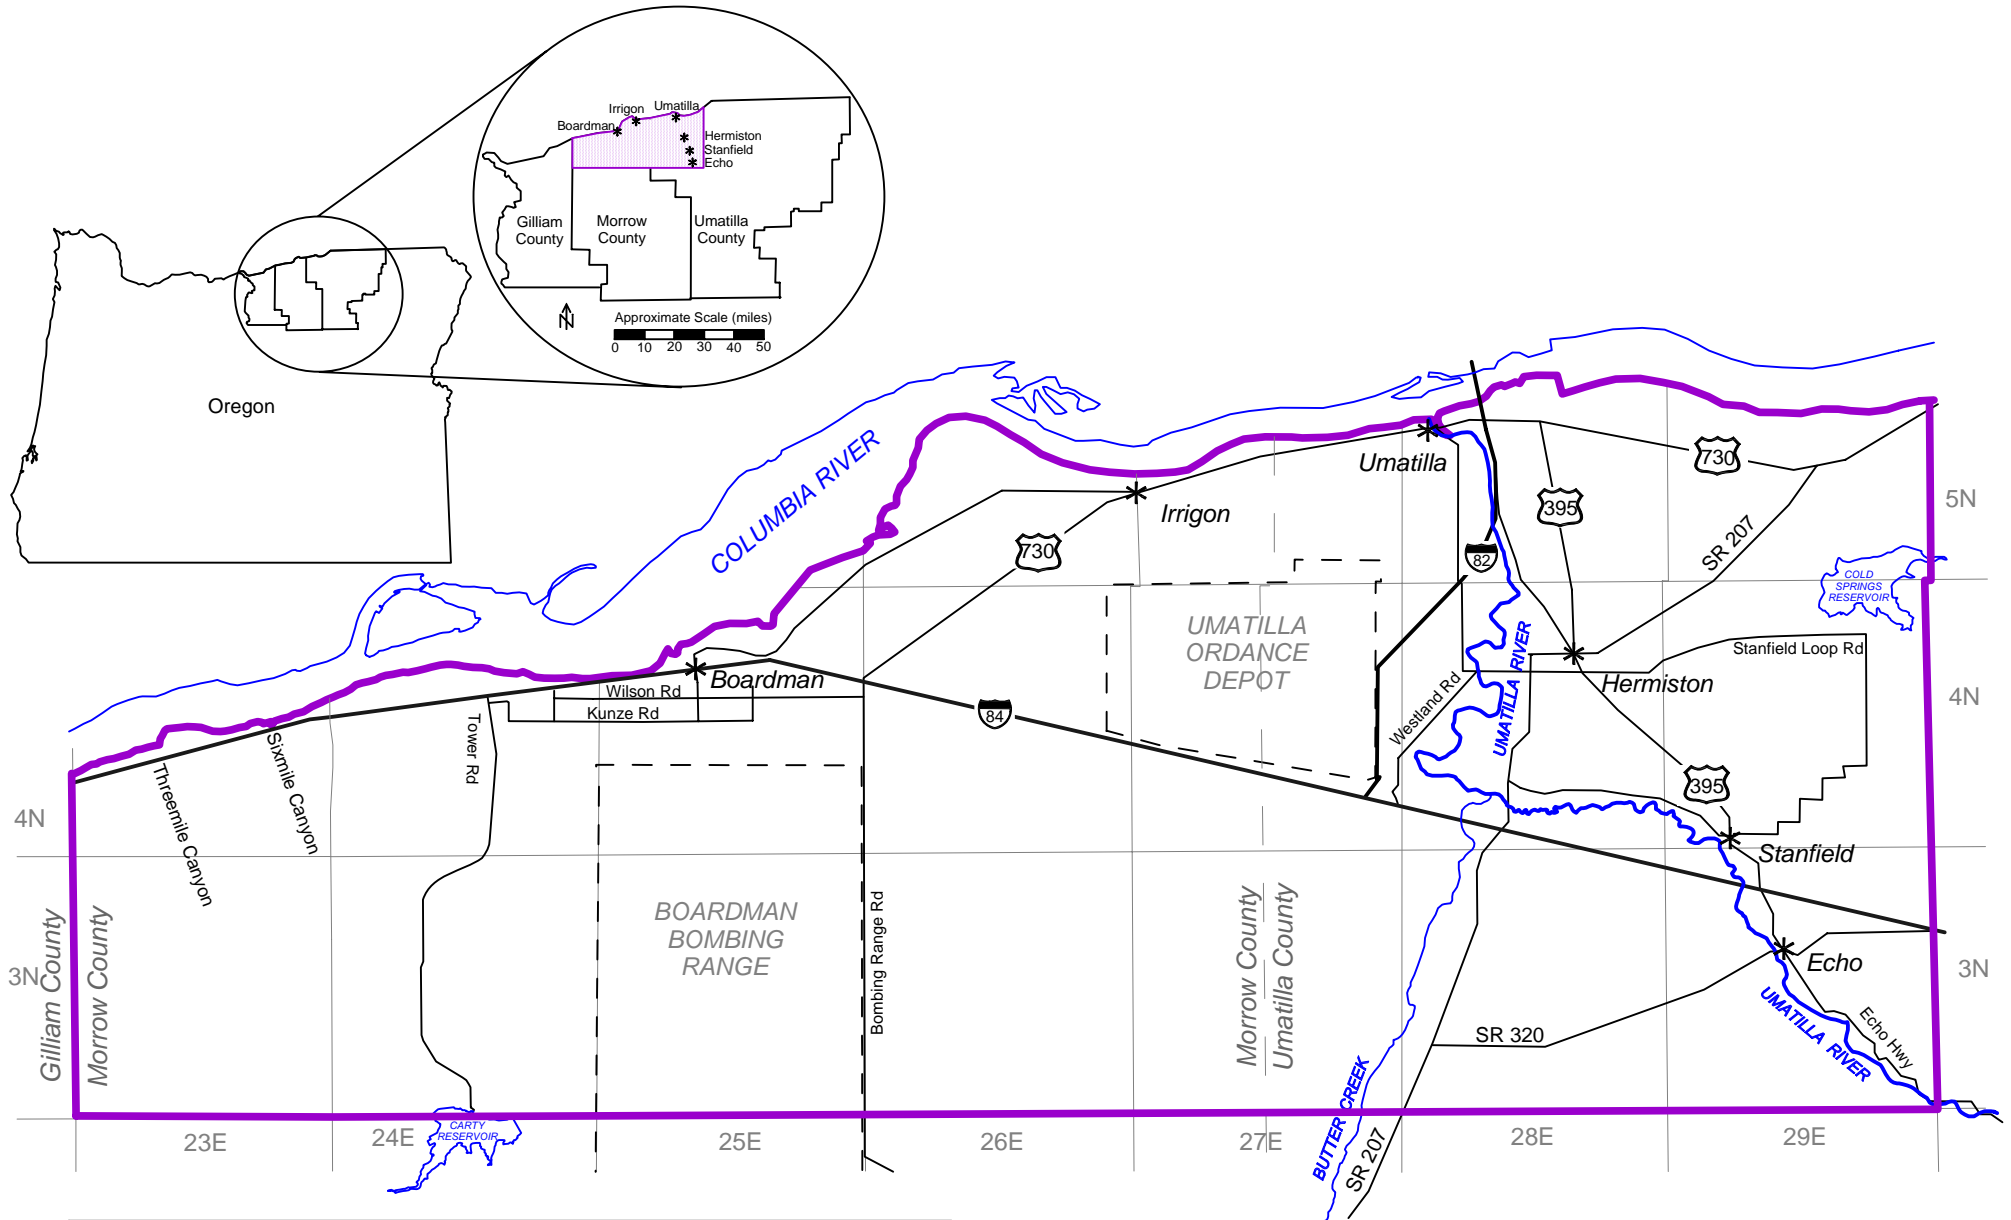 Irrigon
Umatilla
Boardman
Hermiston
Stanfield
Echo
Gilliam
County
Morrow
County
Umatilla
County
N
Approximate Scale (miles)
0 10 20 30 40 50
Oregon
COLUMBIA RIVER
Umatilla
730
395
5N
Irrigon
SR 207
730
82
COLD
SPRINGS
RESERVOIR
UMATILLA
ORDANCE
DEPOT
UMATILLA RIVER
Stanfield Loop Rd
Boardman
Wilson Rd
Kunze Rd
Hermiston
4N
84
Westland Rd
Tower Rd
Sixmile Canyon
Threemile Canyon
395
4N
Stanfield
BOARDMAN
BOMBING
RANGE
Bombing Range Rd
Gilliam County
Morrow County
Morrow County
Umatilla County
3N
Echo
3N
UMATILLA RIVER
Echo Hwy
SR 320
BUTTER CREEK
SR 207
CARTY
RESERVOIR
23E
24E
25E
26E
27E
28E
29E